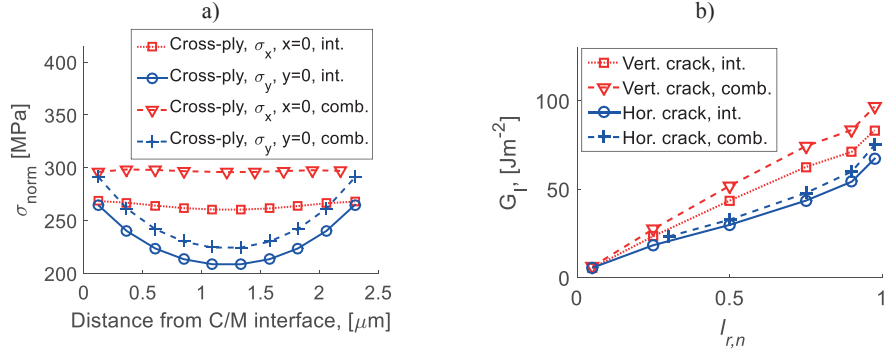 a)
Cross-ply, σx, x=0, int.
Cross-ply, σy, y=0, int.
Cross-ply, σx, x=0, comb.
Cross-ply, σy, y=0, comb.
σnorm [MPa]
400
350
300
250
200
0
0.5
1
1.5
2
2.5
Distance from C/M interface, [μm]
b)
Vert. crack, int.
Vert. crack, comb.
Hor. crack, int.
Hor. crack, comb.
GI, [Jm-2]
100
50
0
0
0.5
1
lr,n